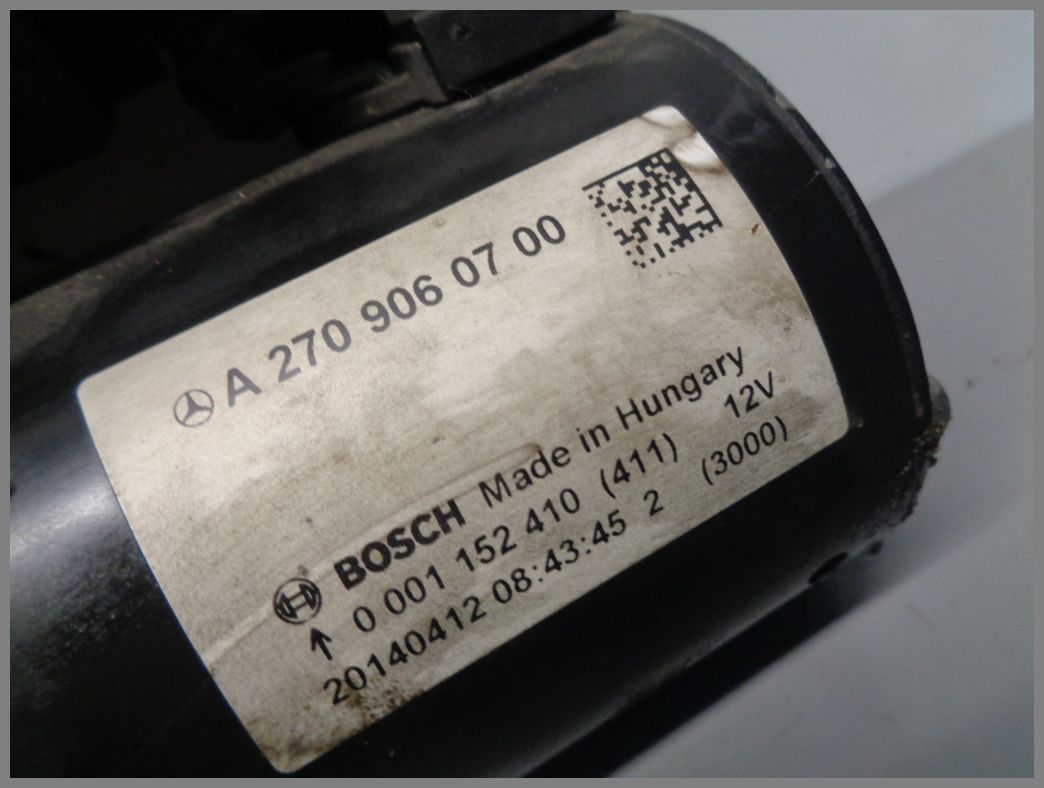 A 270 906 07 00
BOSCH Made in Hungary
0 001 152 410 (411) 12V
20140412 08:43:45 2 (3000)